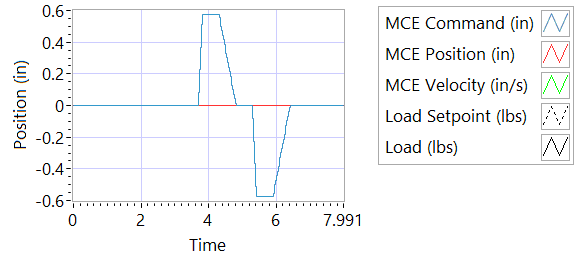 0.6
0.4
0.2
0
-0.2
-0.4
-0.6
Position (in)
0
2
4
6
7.991
Time
MCE Command (in)
MCE Position (in)
MCE Velocity (in/s)
Load Setpoint (lbs)
Load (lbs)